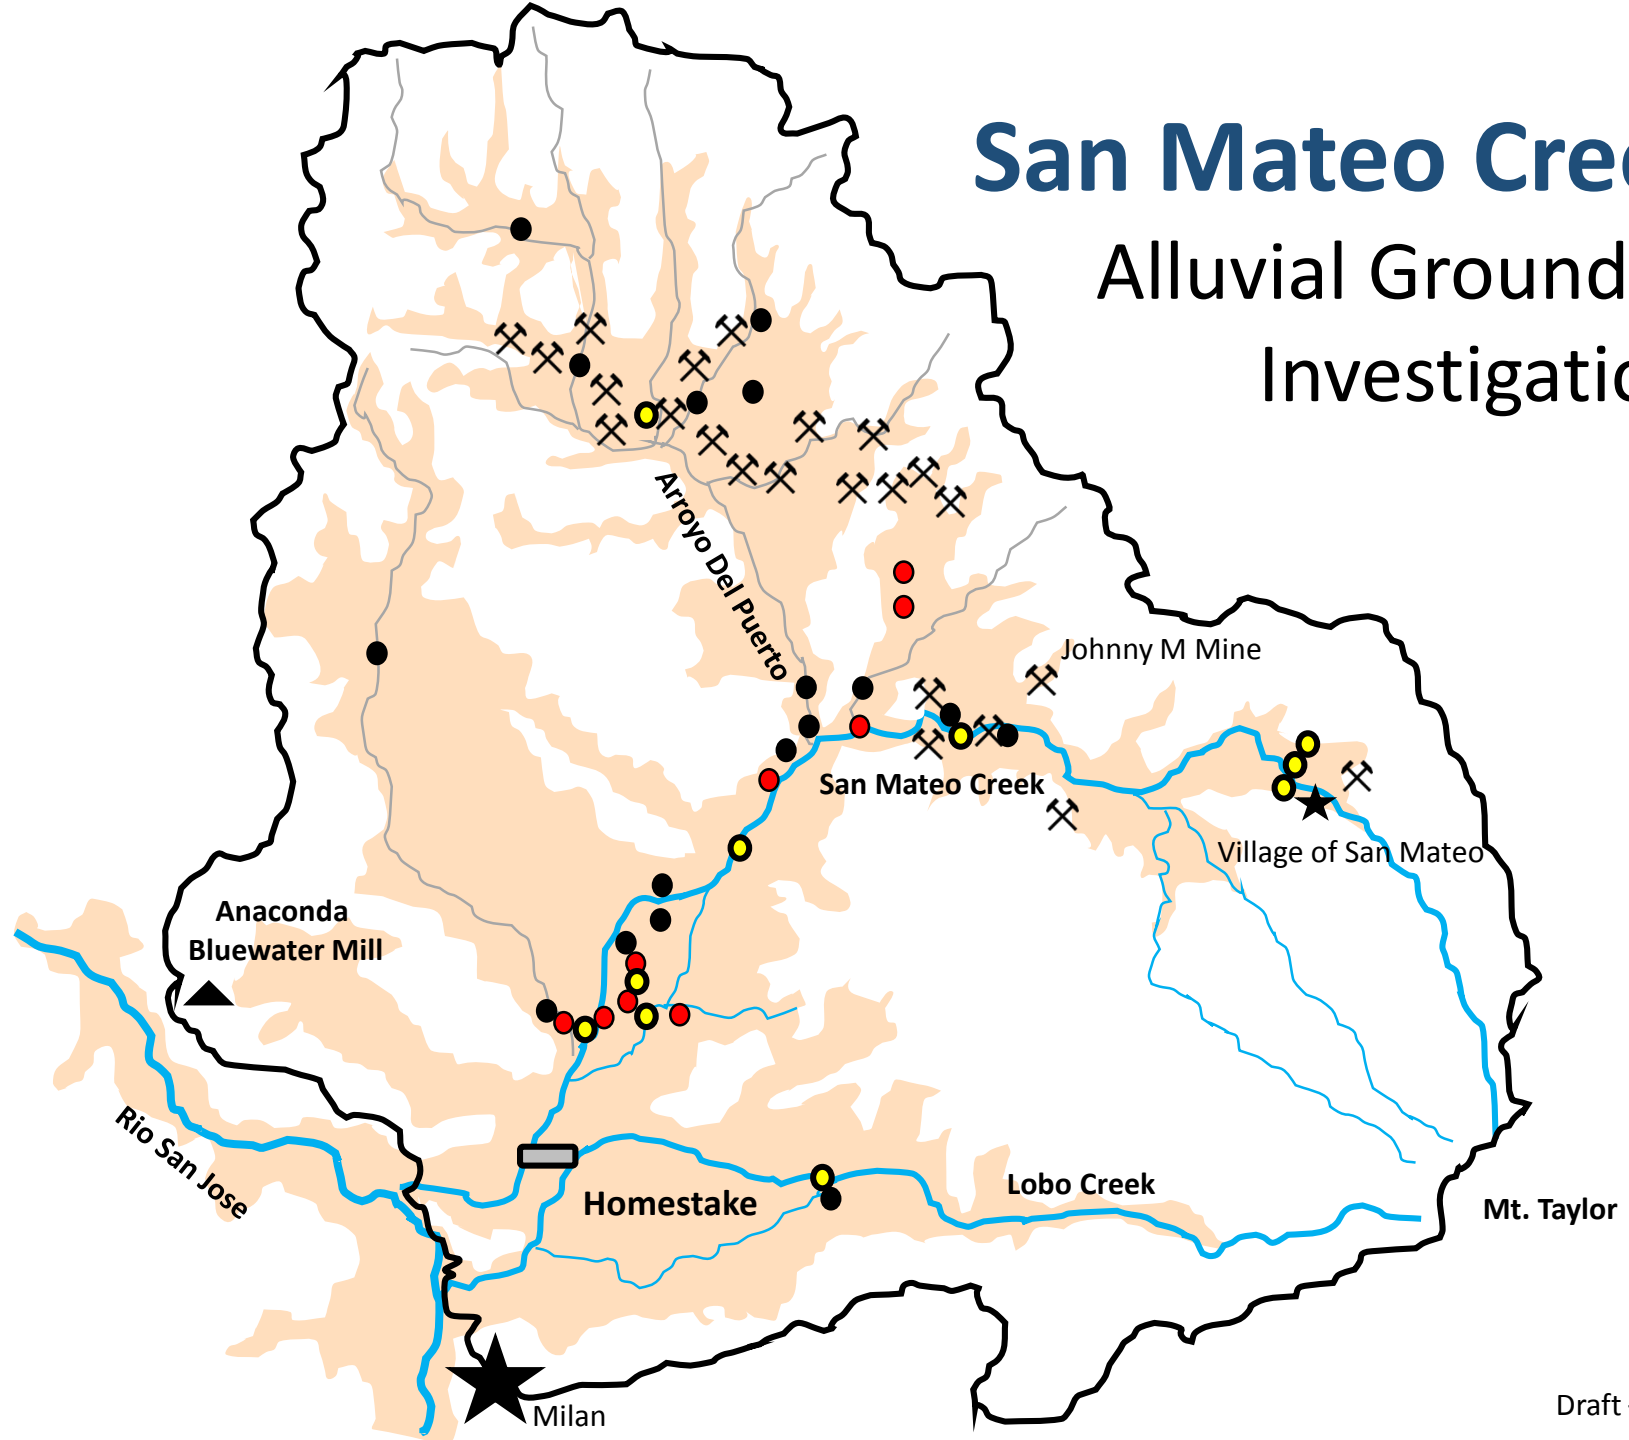 San Mateo Cree
Alluvial Ground
Investigatio
Arroyo Del Puerto
Johnny M Mine
San Mateo Creek
Village of San Mateo
Anaconda
Bluewater Mill
Rio San Jose
Homestake
Lobo Creek
Mt. Taylor
Draft
Milan